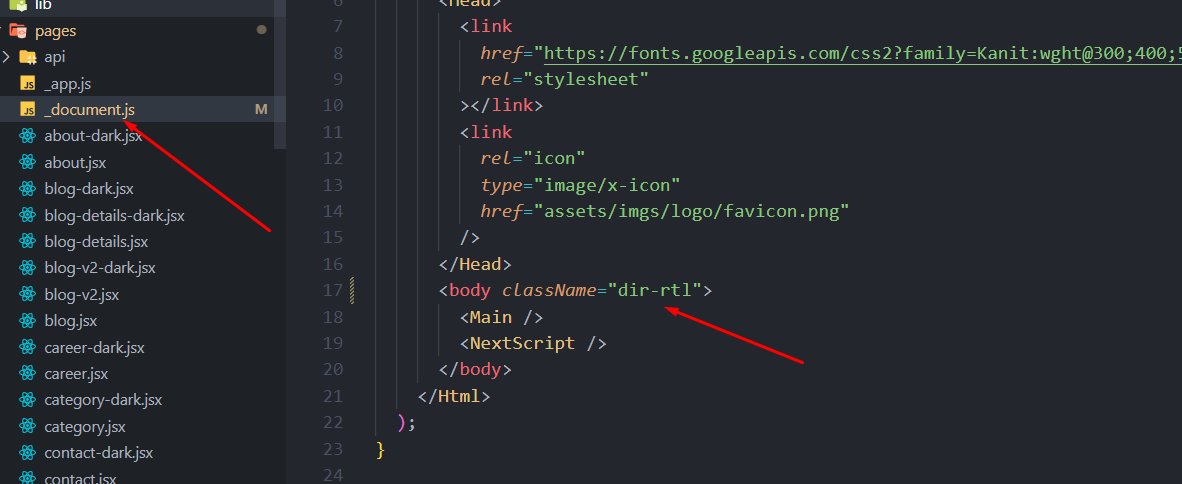 lib
pages
api
_app.js
_document.js M
about-dark.jsx
about.jsx
blog-dark.jsx
blog-details-dark.jsx
blog-details.jsx
blog-v2-dark.jsx
blog-v2.jsx
blog.jsx
career-dark.jsx
career.jsx
category-dark.jsx
category.jsx
contact-dark.jsx
contact.jsx
6 <Head>
7 <link
8 href="https://fonts.googleapis.com/css2?family=Kanit:wght@300;400;5
9 rel="stylesheet"
10 ></link>
11 <link
12 rel="icon"
13 type="image/x-icon"
14 href="assets/imgs/logo/favicon.png"
15 />
16 </Head>
17 <body className="dir-rtl">
18 <Main />
19 <NextScript />
20 </body>
21 </Html>
22 );
23 }
24